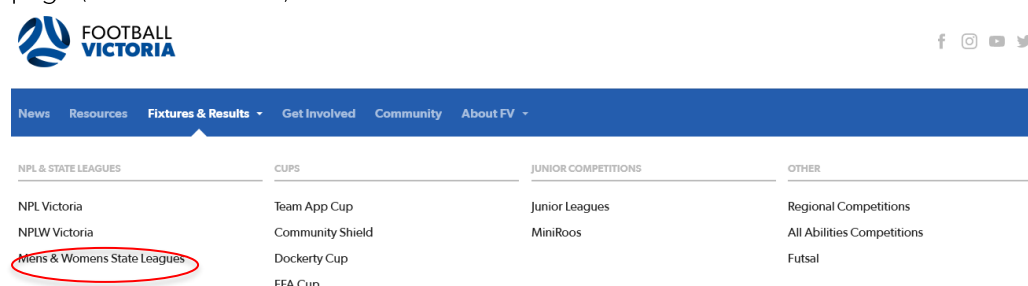 FOOTBALL
VICTORIA
News Resources Fixtures & Results Get Involved Community About FV
NPL & STATE LEAGUES CUPS JUNIOR COMPETITIONS OTHER
NPL Victoria Team App Cup Junior Leagues Regional Competitions
NPLW Victoria Community Shield MiniRoos All Abilities Competitions
Mens & Womens State Leagues Dockerty Cup Futsal
FFA Cup